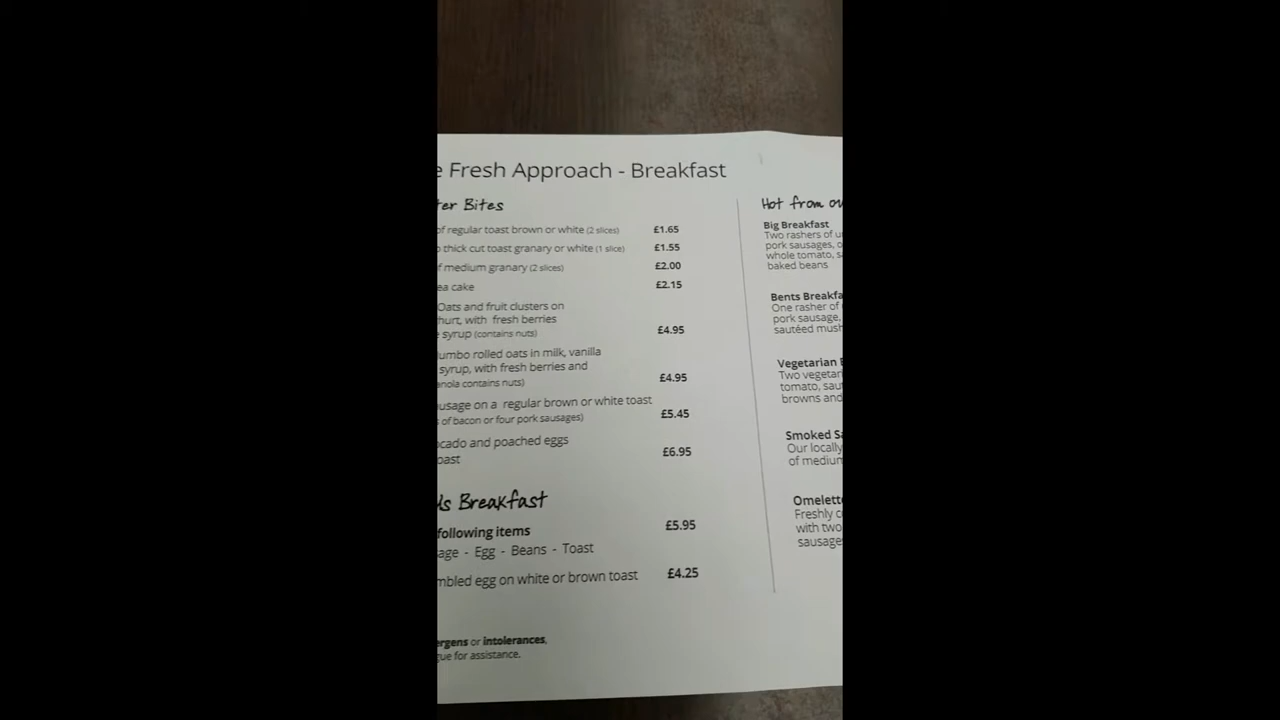 e Fresh Approach - Breakfast
ter Bites
of regular toast brown or white (2 slices) £1.65
thick cut toast granary or white (1 slice) £1.55
f medium granary (2 slices) £2.00
ea cake £2.15
Oats and fruit clusters on
hurt, with fresh berries
syrup (contains nuts) £4.95
umbo rolled oats in milk, vanilla
syrup, with fresh berries and
nola contains nuts) £4.95
usage on a regular brown or white toast
of bacon or four pork sausages) £5.45
cado and poached eggs
oast £6.95
ds Breakfast
following items £5.95
age - Egg - Beans - Toast
mbled egg on white or brown toast £4.25
ergens or intolerances,
gue for assistance.
Hot from ou
Big Breakfast
Two rashers of u
pork sausages, o
whole tomato, s
baked beans
Bents Breakfa
One rasher of
pork sausage,
sautéed mush
Vegetarian B
Two vegetar
tomato, sau
browns and
Smoked Sa
Our locally
of medium
Omelett
Freshly c
with two
sausage